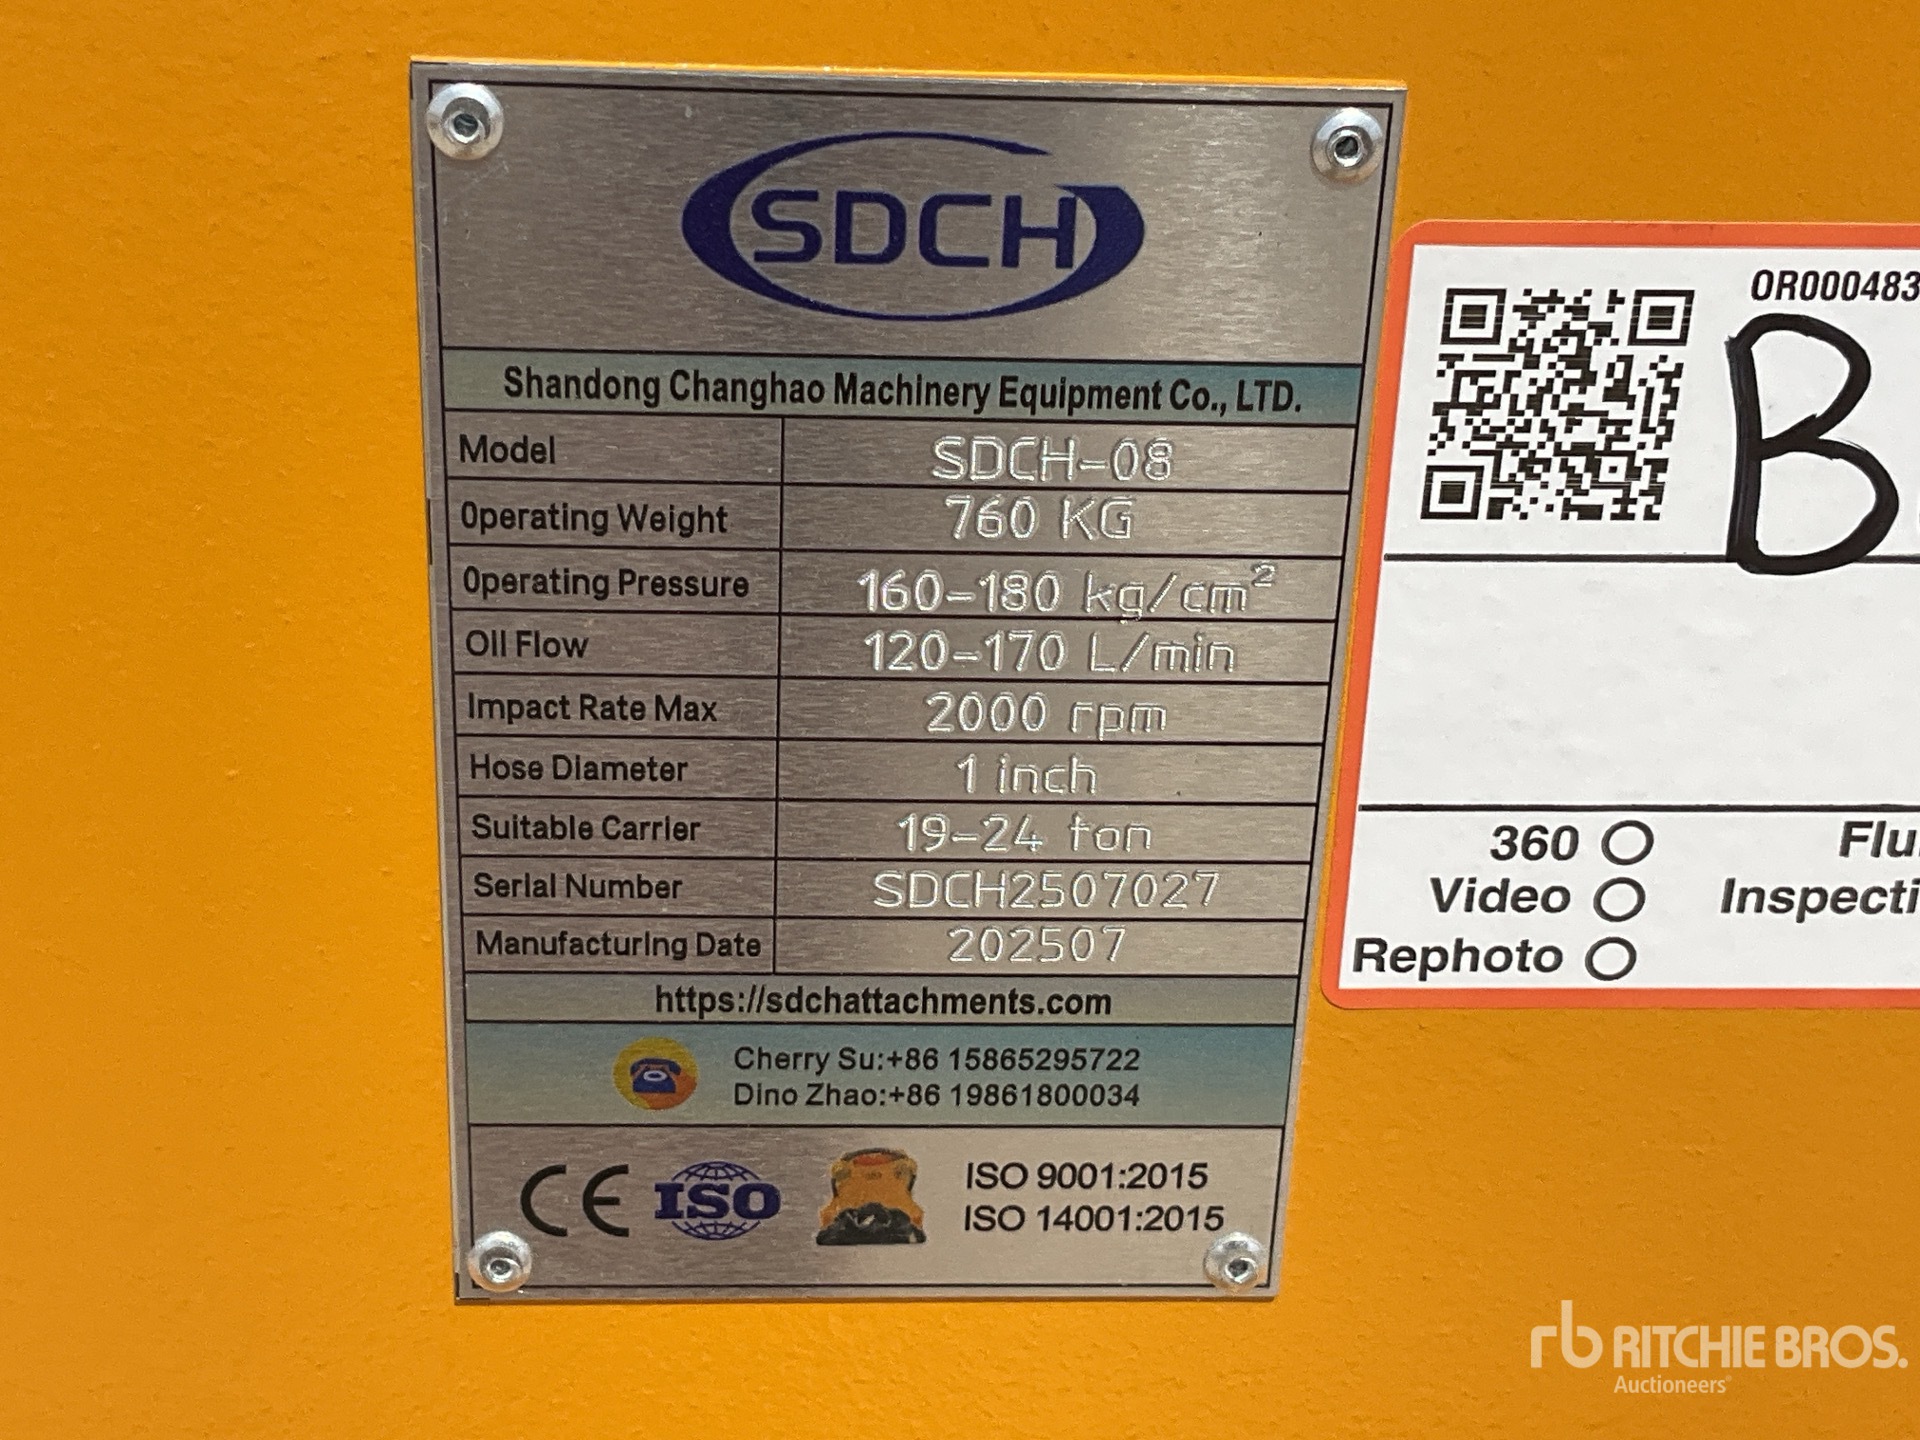 SDCH
Shandong Changhao Machinery Equipment Co., LTD.
Model SDCH-08
Operating Weight 760 KG
Operating Pressure 160-180 kg/cm²
Oil Flow 120-170 L/min
Impact Rate Max 2000 rpm
Hose Diameter 1 inch
Suitable Carrier 19-24 ton
Serial Number SDCH2507027
Manufacturing Date 202507
https://sdchattachments.com
Cherry Su:+86 15865295722
Dino Zhao:+86 19861800034
CE ISO
ISO 9001:2015
ISO 14001:2015
OR000483
B
360
Video
Rephoto
rb RITCHIE BROS.
Auctioneers